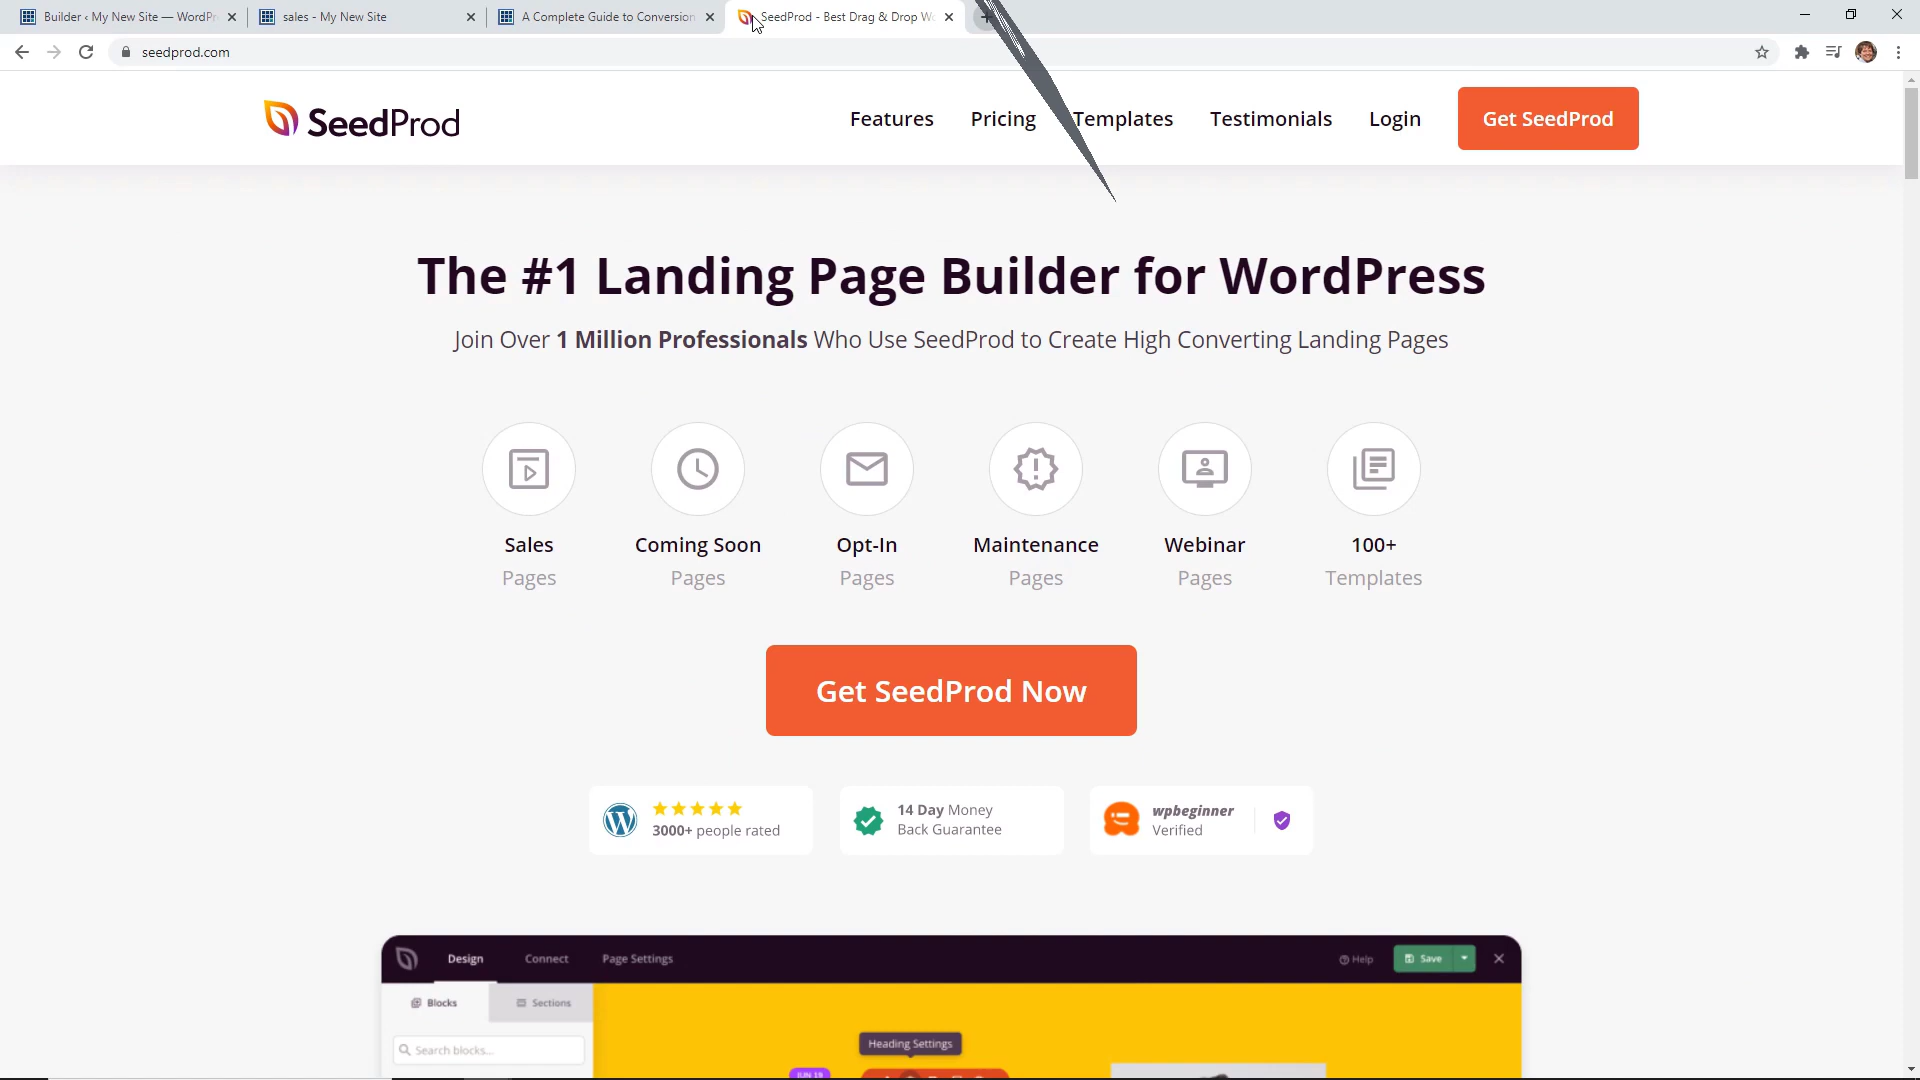 Builder ‹ My New Site — WordPr
sales - My New Site
A Complete Guide to Conversion
SeedProd - Best Drag & Drop Wo
seedprod.com
SeedProd
Features
Pricing
Templates
Testimonials
Login
Get SeedProd
The #1 Landing Page Builder for WordPress
Join Over 1 Million Professionals Who Use SeedProd to Create High Converting Landing Pages
Sales
Pages
Coming Soon
Pages
Opt-In
Pages
Maintenance
Pages
Webinar
Pages
100+
Templates
Get SeedProd Now
3000+ people rated
14 Day Money
Back Guarantee
wpbeginner
Verified
Design
Connect
Page Settings
Help
Save
Blocks
Sections
Search blocks...
Heading Settings
JUN 19